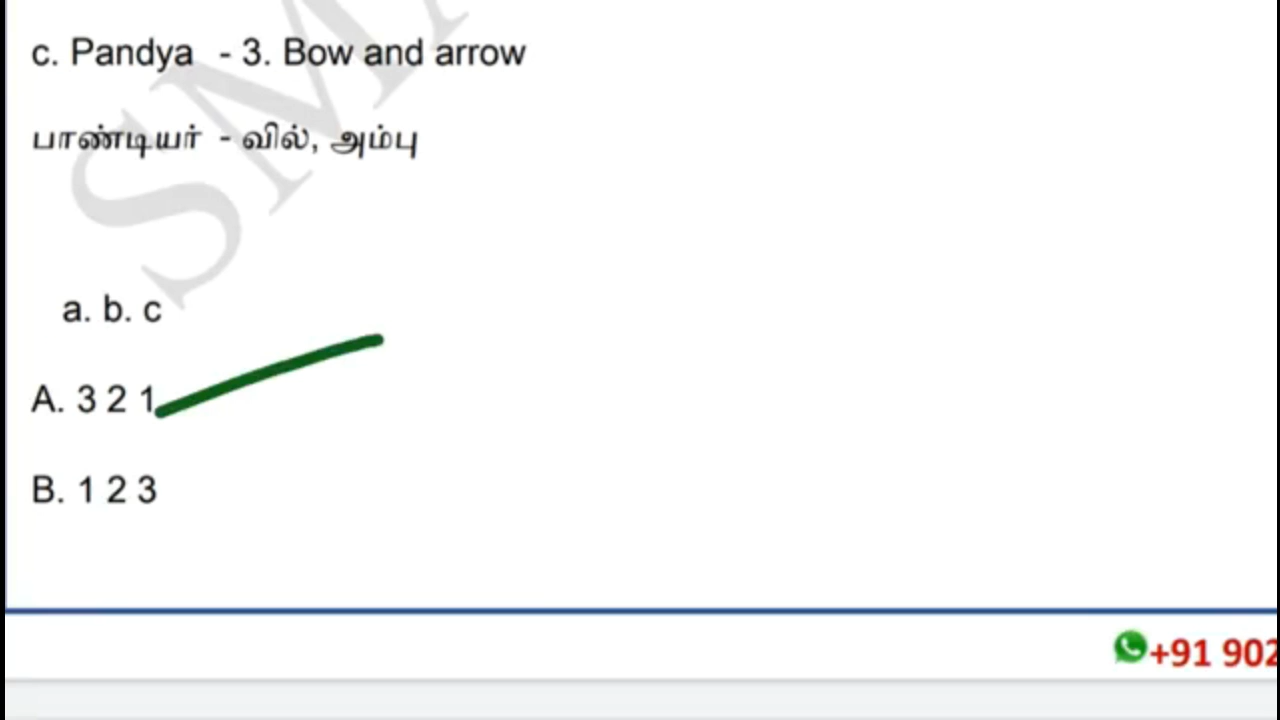 c. Pandya - 3. Bow and arrow
பாண்டியர் - வில், அம்பு
a. b. c
A. 3 2 1
B. 1 2 3
+91 902